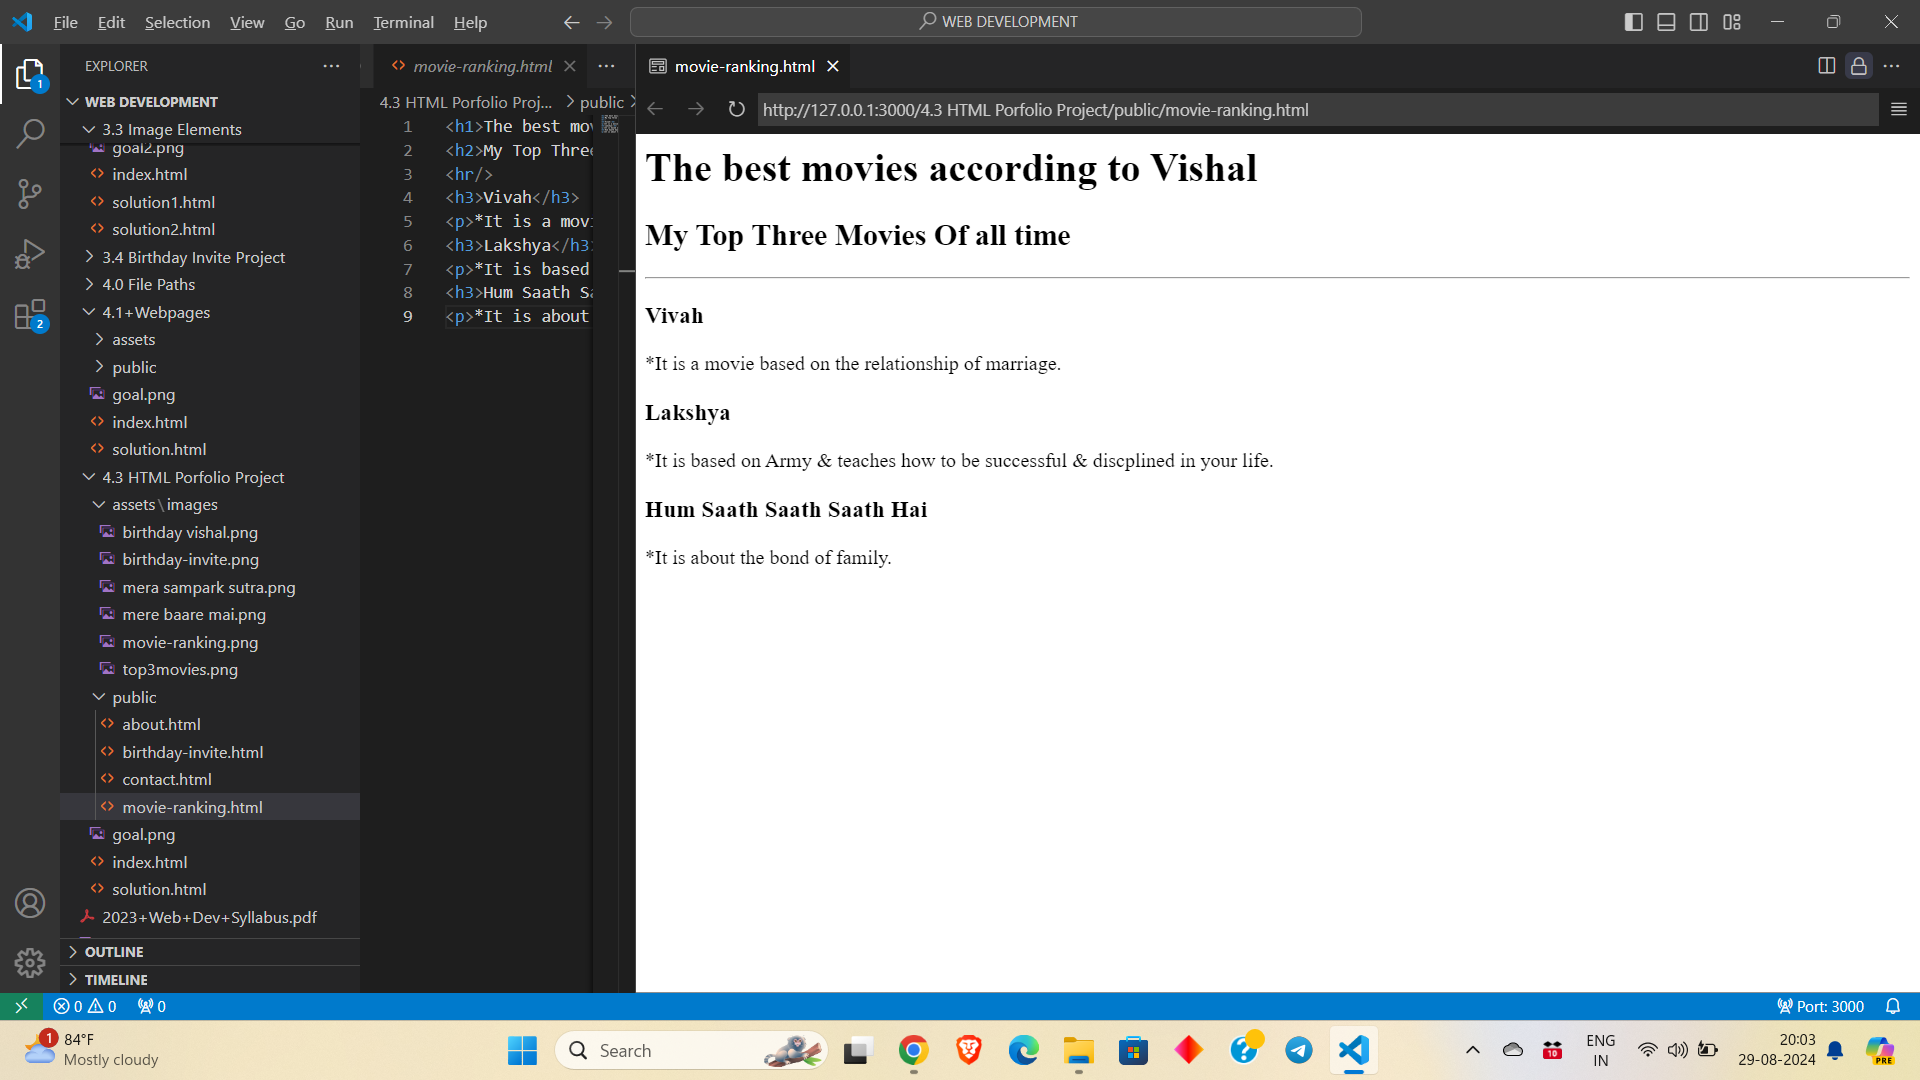 File Edit Selection View Go Run Terminal Help
WEB DEVELOPMENT
EXPLORER
movie-ranking.html
movie-ranking.html
WEB DEVELOPMENT
4.3 HTML Porfolio Proj... > public >
http://127.0.0.1:3000/4.3 HTML Porfolio Project/public/movie-ranking.html
3.3 Image Elements
goal2.png
index.html
solution1.html
solution2.html
3.4 Birthday Invite Project
4.0 File Paths
4.1+Webpages
assets
public
goal.png
index.html
solution.html
4.3 HTML Porfolio Project
assets\images
birthday vishal.png
birthday-invite.png
mera sampark sutra.png
mere baare mai.png
movie-ranking.png
top3movies.png
public
about.html
birthday-invite.html
contact.html
movie-ranking.html
goal.png
index.html
solution.html
2023+Web+Dev+Syllabus.pdf
OUTLINE
TIMELINE
1 <h1>The best mov
2 <h2>My Top Three
3 <hr/>
4 <h3>Vivah</h3>
5 <p>*It is a movi
6 <h3>Lakshya</h3>
7 <p>*It is based
8 <h3>Hum Saath Sa
9 <p>*It is about
The best movies according to Vishal
My Top Three Movies Of all time
Vivah
*It is a movie based on the relationship of marriage.
Lakshya
*It is based on Army & teaches how to be successful & discplined in your life.
Hum Saath Saath Saath Hai
*It is about the bond of family.
1
2
0 0 0
Port: 3000
1
84°F
Mostly cloudy
Search
10
ENG
IN
20:03
29-08-2024
PRE